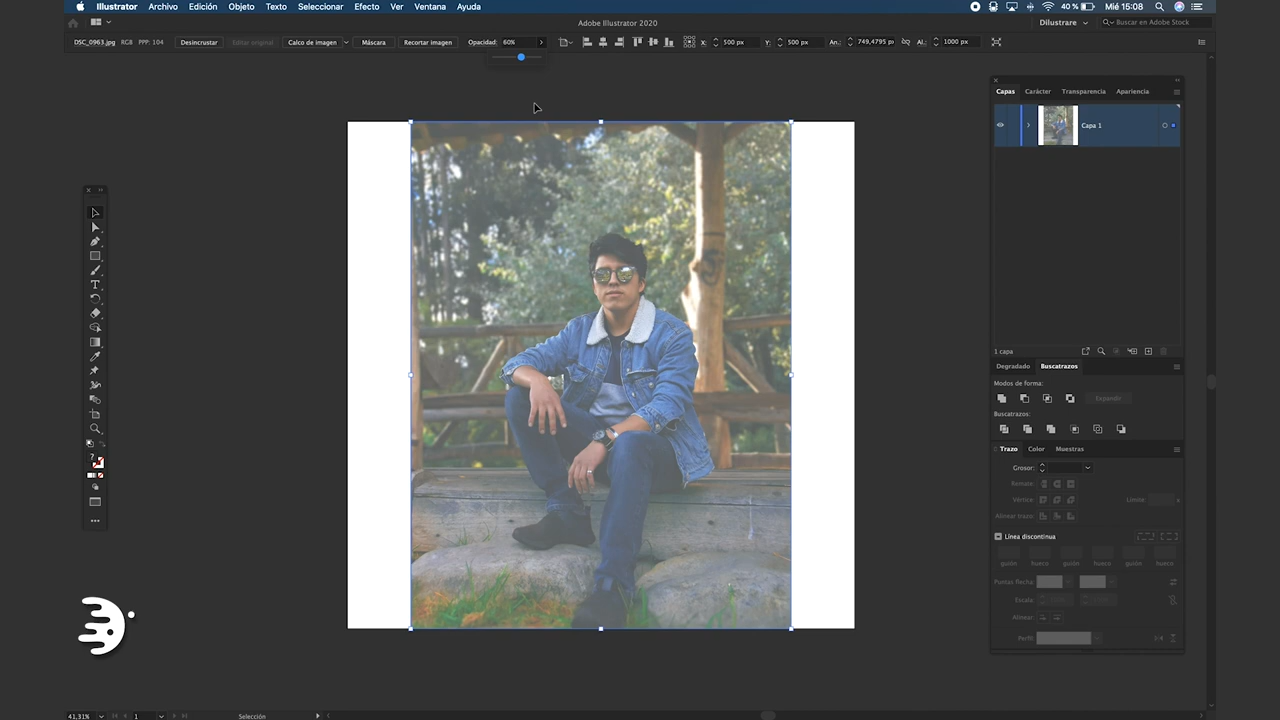 Illustrator Archivo Edición Objeto Texto Seleccionar Efecto Ver Ventana Ayuda 40 % Mié 15:08
Adobe Illustrator 2020
Dilustrare Buscar en Adobe Stock
DSC_0963.jpg RGB PPP: 104 Desincrustar Editar original Calco de imagen Máscara Recortar imagen Opacidad: 60% X: 500 px Y: 500 px An.: 749,4795 px Al.: 1000 px
Capas Carácter Transparencia Apariencia
Capa 1
1 capa
Degradado Buscatrazos
Modos de forma:
Expandir
Buscatrazos:
Trazo Color Muestras
Grosor:
Remate:
Vértice: Límite:
Alinear trazo:
Línea discontinua
guión hueco guión hueco guión hueco
Puntas flecha:
Escala:
Alinear:
Perfil:
41,31% 1 Selección